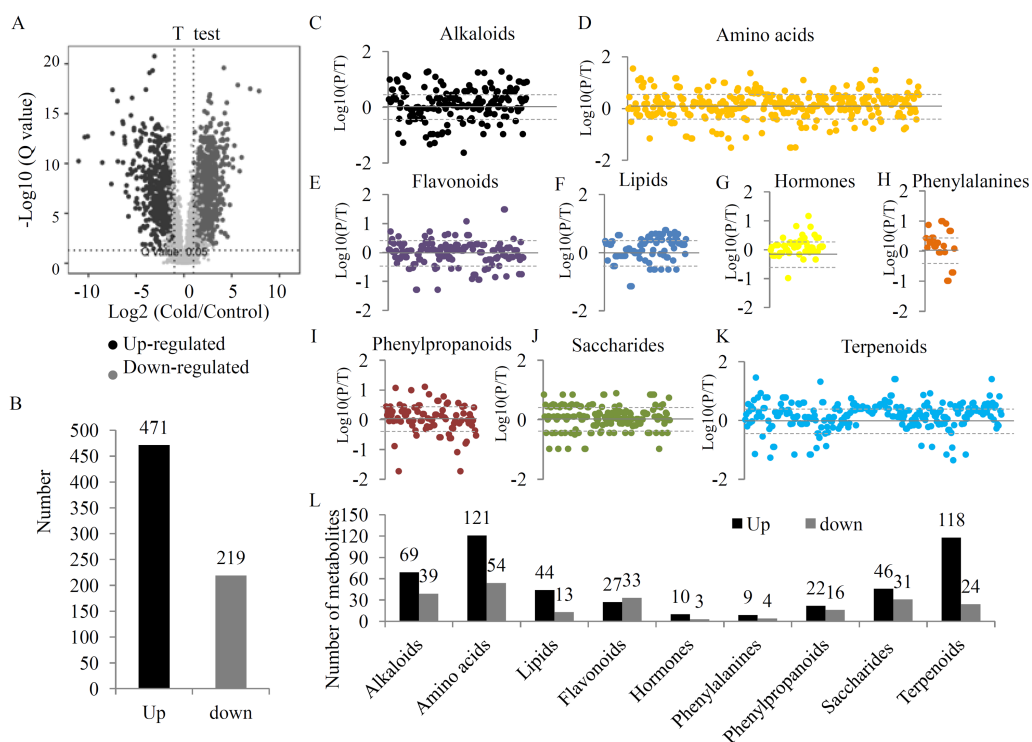 A
T test
-Log10 (Q value)
20
15
10
5
0
Q value: 0.05
-10 -5 0 5 10
Log2 (Cold/Control)
Up-regulated
Down-regulated
B
Number
500
450
400
350
300
250
200
150
100
50
0
471
219
Up down
C
Alkaloids
Log10(P/T)
2
0
-2
D
Amino acids
Log10(P/T)
2
0
-2
E
Flavonoids
Log10(P/T)
2
1
0
-1
-2
F
Lipids
Log10(P/T)
2
1
0
-1
-2
G
Hormones
Log10(P/T)
2
0
-2
H
Phenylalanines
Log10(P/T)
2
1
0
-1
-2
I
Phenylpropanoids
Log10(P/T)
2
1
0
1
-2
J
Saccharides
Log10(P/T)
2
1
0
-1
-2
K
Terpenoids
Log10(P/T)
2
0
-2
L
Number of metabolites
150
120
90
60
30
0
Up down
69 39
121 54
44 13
27 33
10 3
9 4
22 16
46 31
118 24
Alkaloids
Amino acids
Lipids
Flavonoids
Hormones
Phenylalanines
Phenylpropanoids
Saccharides
Terpenoids